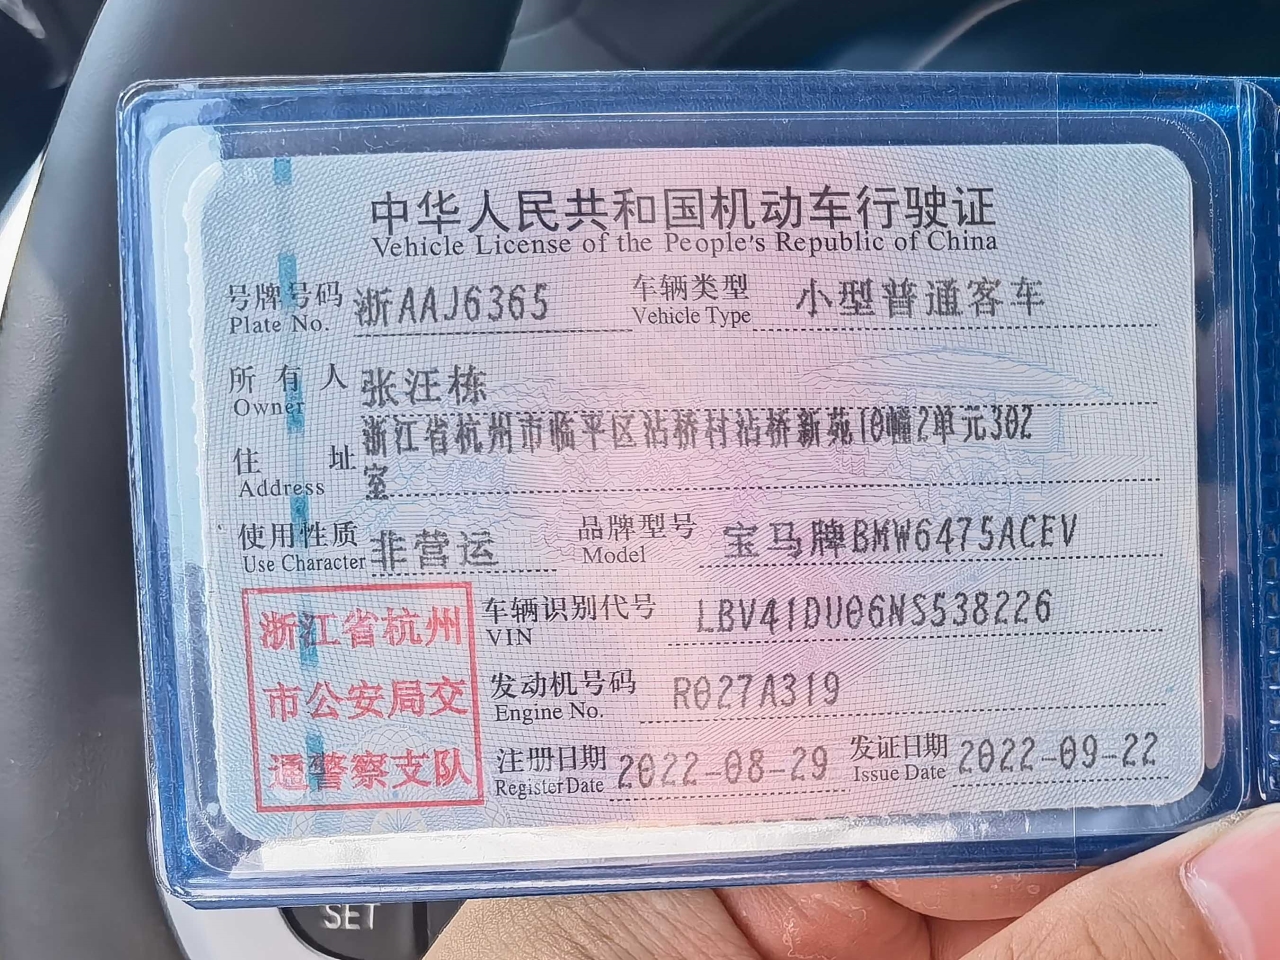 中华人民共和国机动车行驶证
Vehicle License of the People's Republic of China
号牌号码 浙AAJ6365 车辆类型 小型普通客车
Plate No. Vehicle Type
所有人 张汪栋
Owner
浙江省杭州市临平区沾桥村沾桥新苑10幢2单元302
住址 室
Address
使用性质 非营运 品牌型号 宝马牌BMW6475ACEV
Use Character Model
浙江省杭州
市公安局交
通警察支队
车辆识别代号 LBV41DU06NS538226
VIN
发动机号码 R027A319
Engine No.
注册日期 2022-08-29 发证日期 2022-09-22
Register Date Issue Date
SET